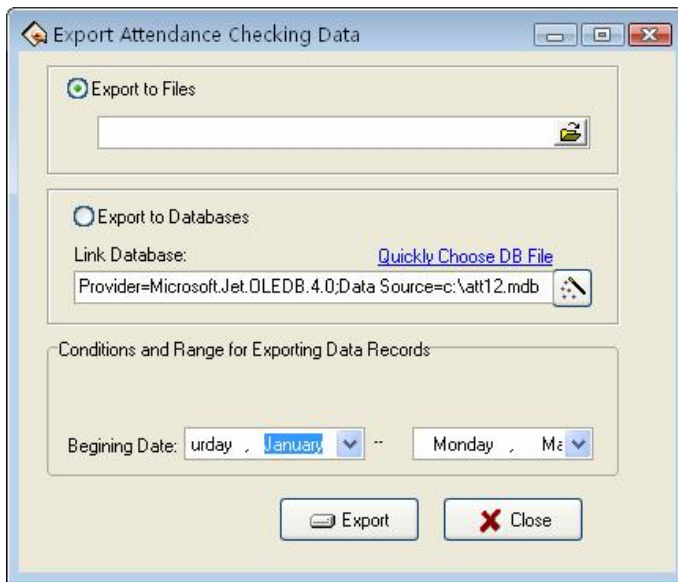 Export Attendance Checking Data
Export to Files
Export to Databases
Link Database: Quickly Choose DB File
Provider=Microsoft.Jet.OLEDB.4.0;Data Source=c:\att12.mdb
Conditions and Range for Exporting Data Records
Begining Date: urday , January -- Monday , Ma
Export Close